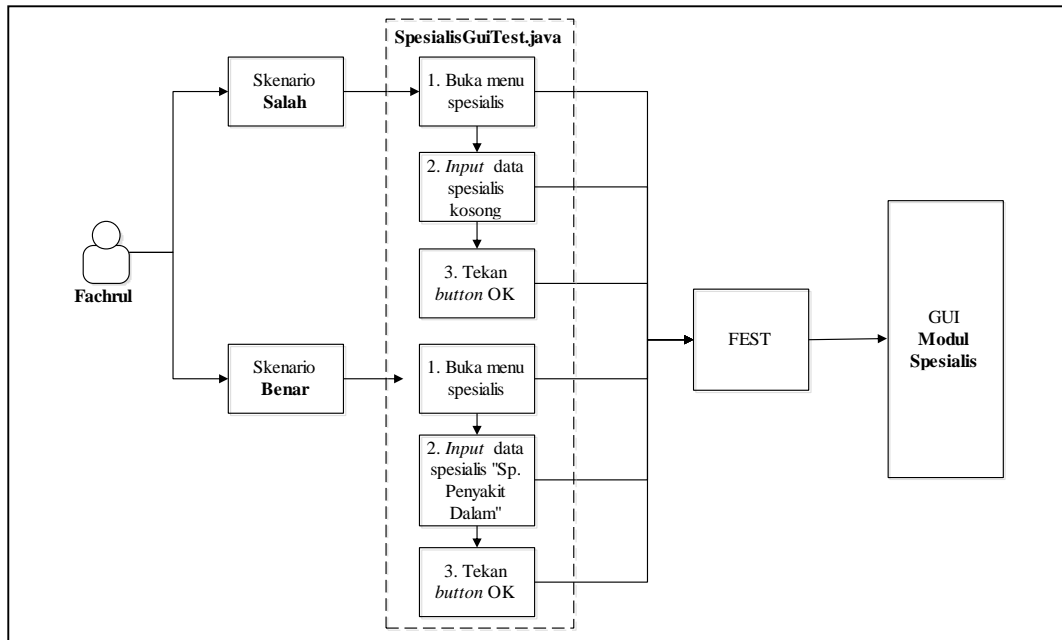 SpesialisGuiTest.java
Skenario
Salah
1. Buka menu
spesialis
2. Input data
spesialis
kosong
3. Tekan
button OK
Fachrul
Skenario
Benar
1. Buka menu
spesialis
2. Input data
spesialis "Sp.
Penyakit
Dalam"
3. Tekan
button OK
FEST
GUI
Modul
Spesialis